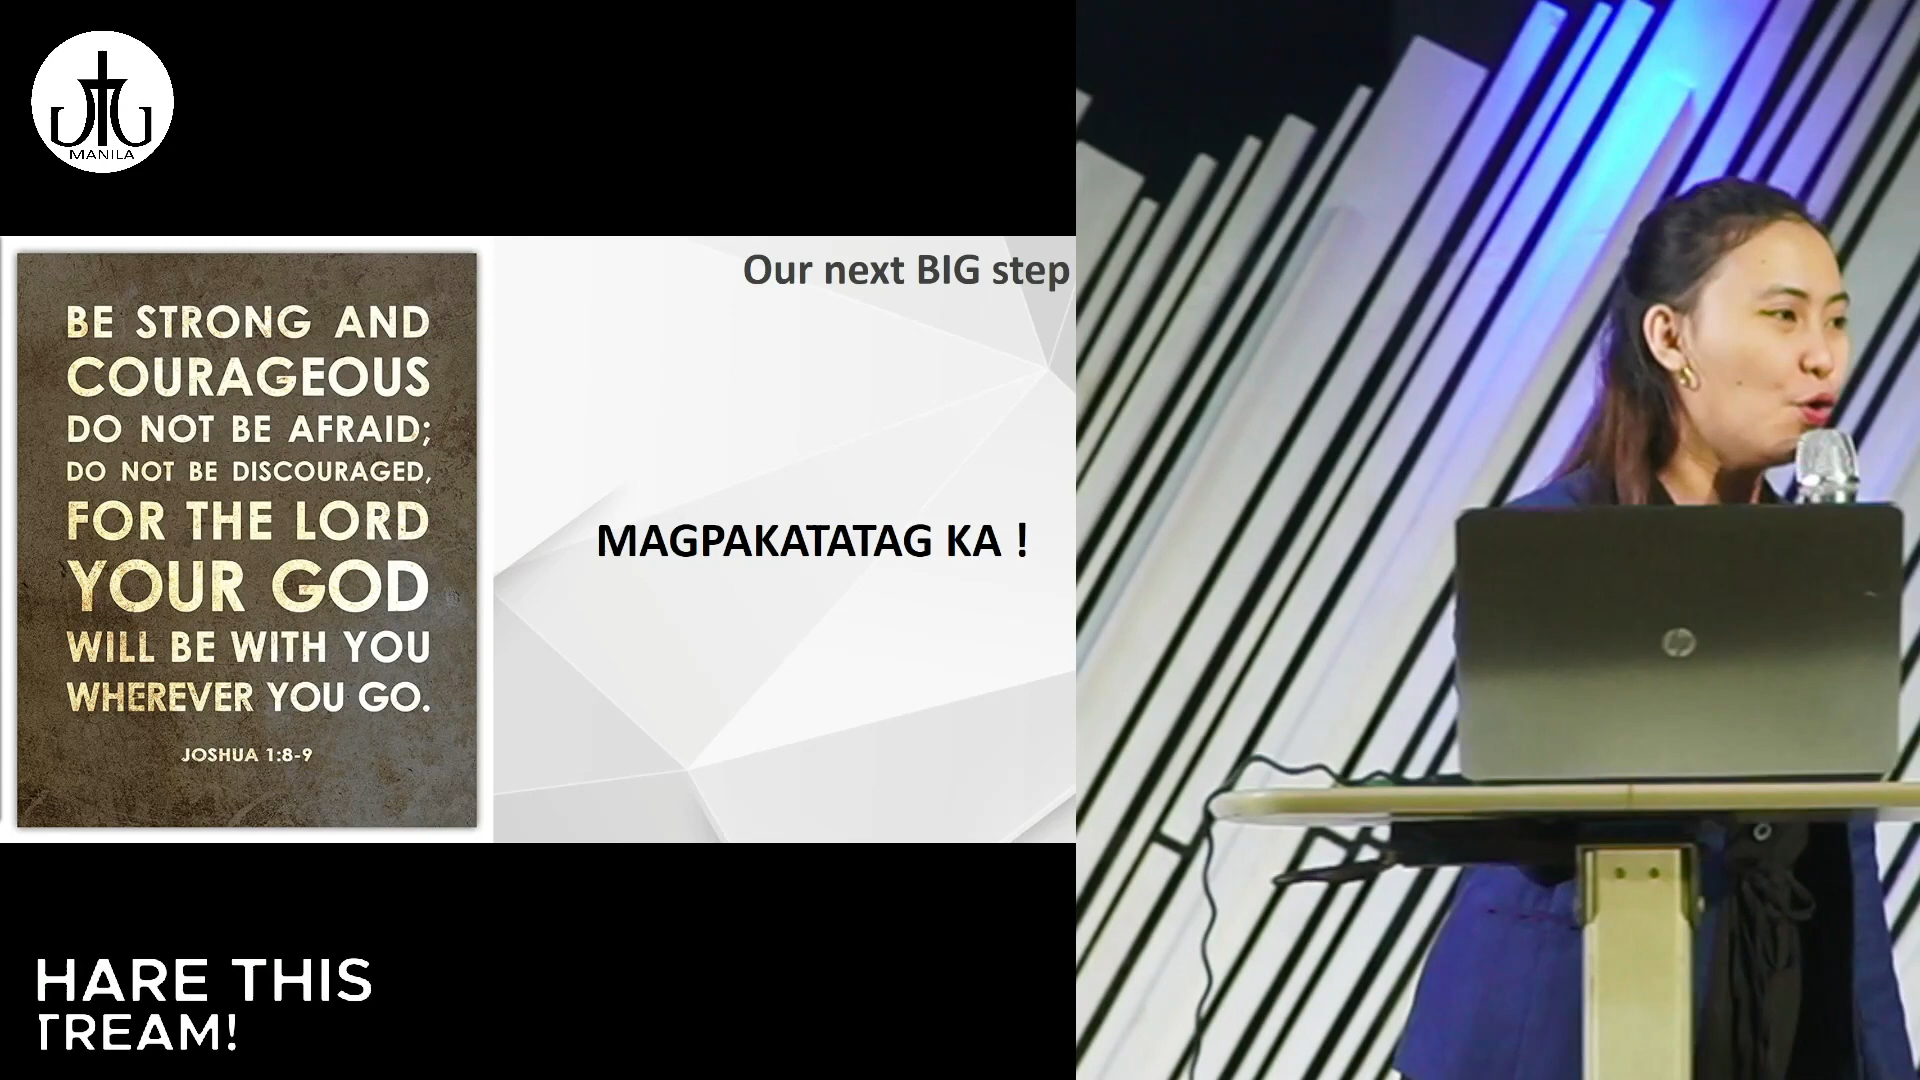 MANILA
Our next BIG step
BE STRONG AND
COURAGEOUS
DO NOT BE AFRAID;
DO NOT BE DISCOURAGED,
FOR THE LORD
YOUR GOD
WILL BE WITH YOU
WHEREVER YOU GO.
JOSHUA 1:8-9
MAGPAKATATAG KA !
hp
HARE THIS
TREAM!